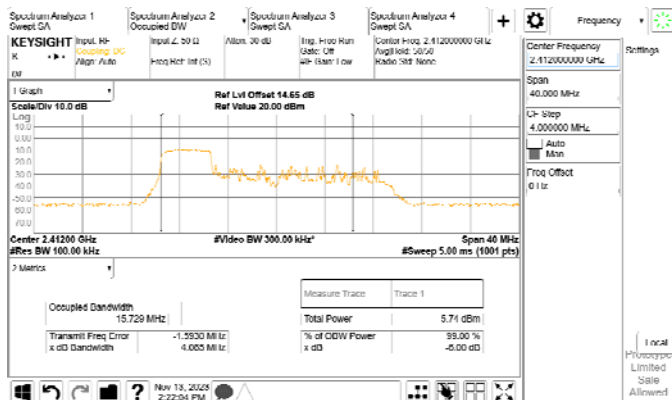 Spectrum Analyzer 1
Swept SA
Spectrum Analyzer 2
Occupied BW
Spectrum Analyzer 3
Swept SA
Spectrum Analyzer 4
Swept SA
+
Frequency
KEYSIGHT
Input: RF
Coupling: DC
Align: Auto
Input Z: 50 Ω
Freq Ref: Int (S)
Atten: 30 dB
Trig: Free Run
Gate: Off
#IF Gain: Low
Center Freq: 2.412000000 GHz
Avg|Hold: 50/50
Radio Std: None
Center Frequency
2.412000000 GHz
Settings
Span
40.000 MHz
CF Step
4.000000 MHz
Auto
Man
Freq Offset
0 Hz
1 Graph
Scale/Div 10.0 dB
Ref Lvl Offset 14.65 dB
Ref Value 20.00 dBm
Log
10.0
0.00
10.0
20.0
30.0
40.0
-50.0
60.0
70.0
Center 2.41200 GHz
#Res BW 100.00 kHz
#Video BW 300.00 kHz*
Span 40 MHz
#Sweep 5.00 ms (1001 pts)
2 Metrics
Measure Trace
Trace 1
Occupied Bandwidth
15.729 MHz
Total Power
5.74 dBm
Transmit Freq Error
-1.5930 MHz
% of OBW Power
99.00 %
x dB Bandwidth
4.065 MHz
x dB
-6.00 dB
Local
Prototype
Limited
Sale
Allowed
?
Nov 13, 2023
2:22:04 PM